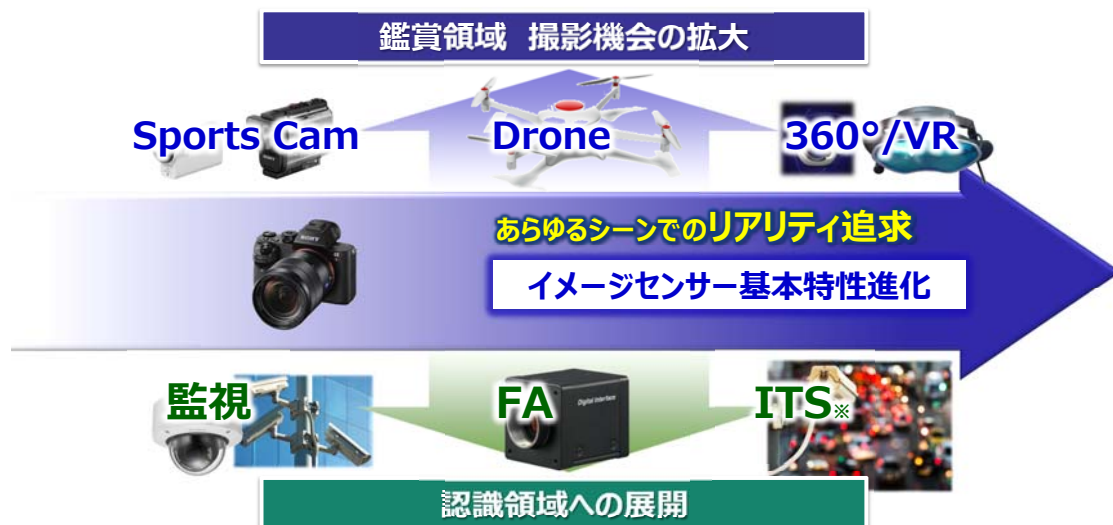 鑑賞領域 撮影機会の拡大
Sports Cam
Drone
360°/VR
あらゆるシーンでのリアリティ追求
イメージセンサー基本特性進化
SONY
監視
FA
ITS※
Digital Interface
認識領域への展開